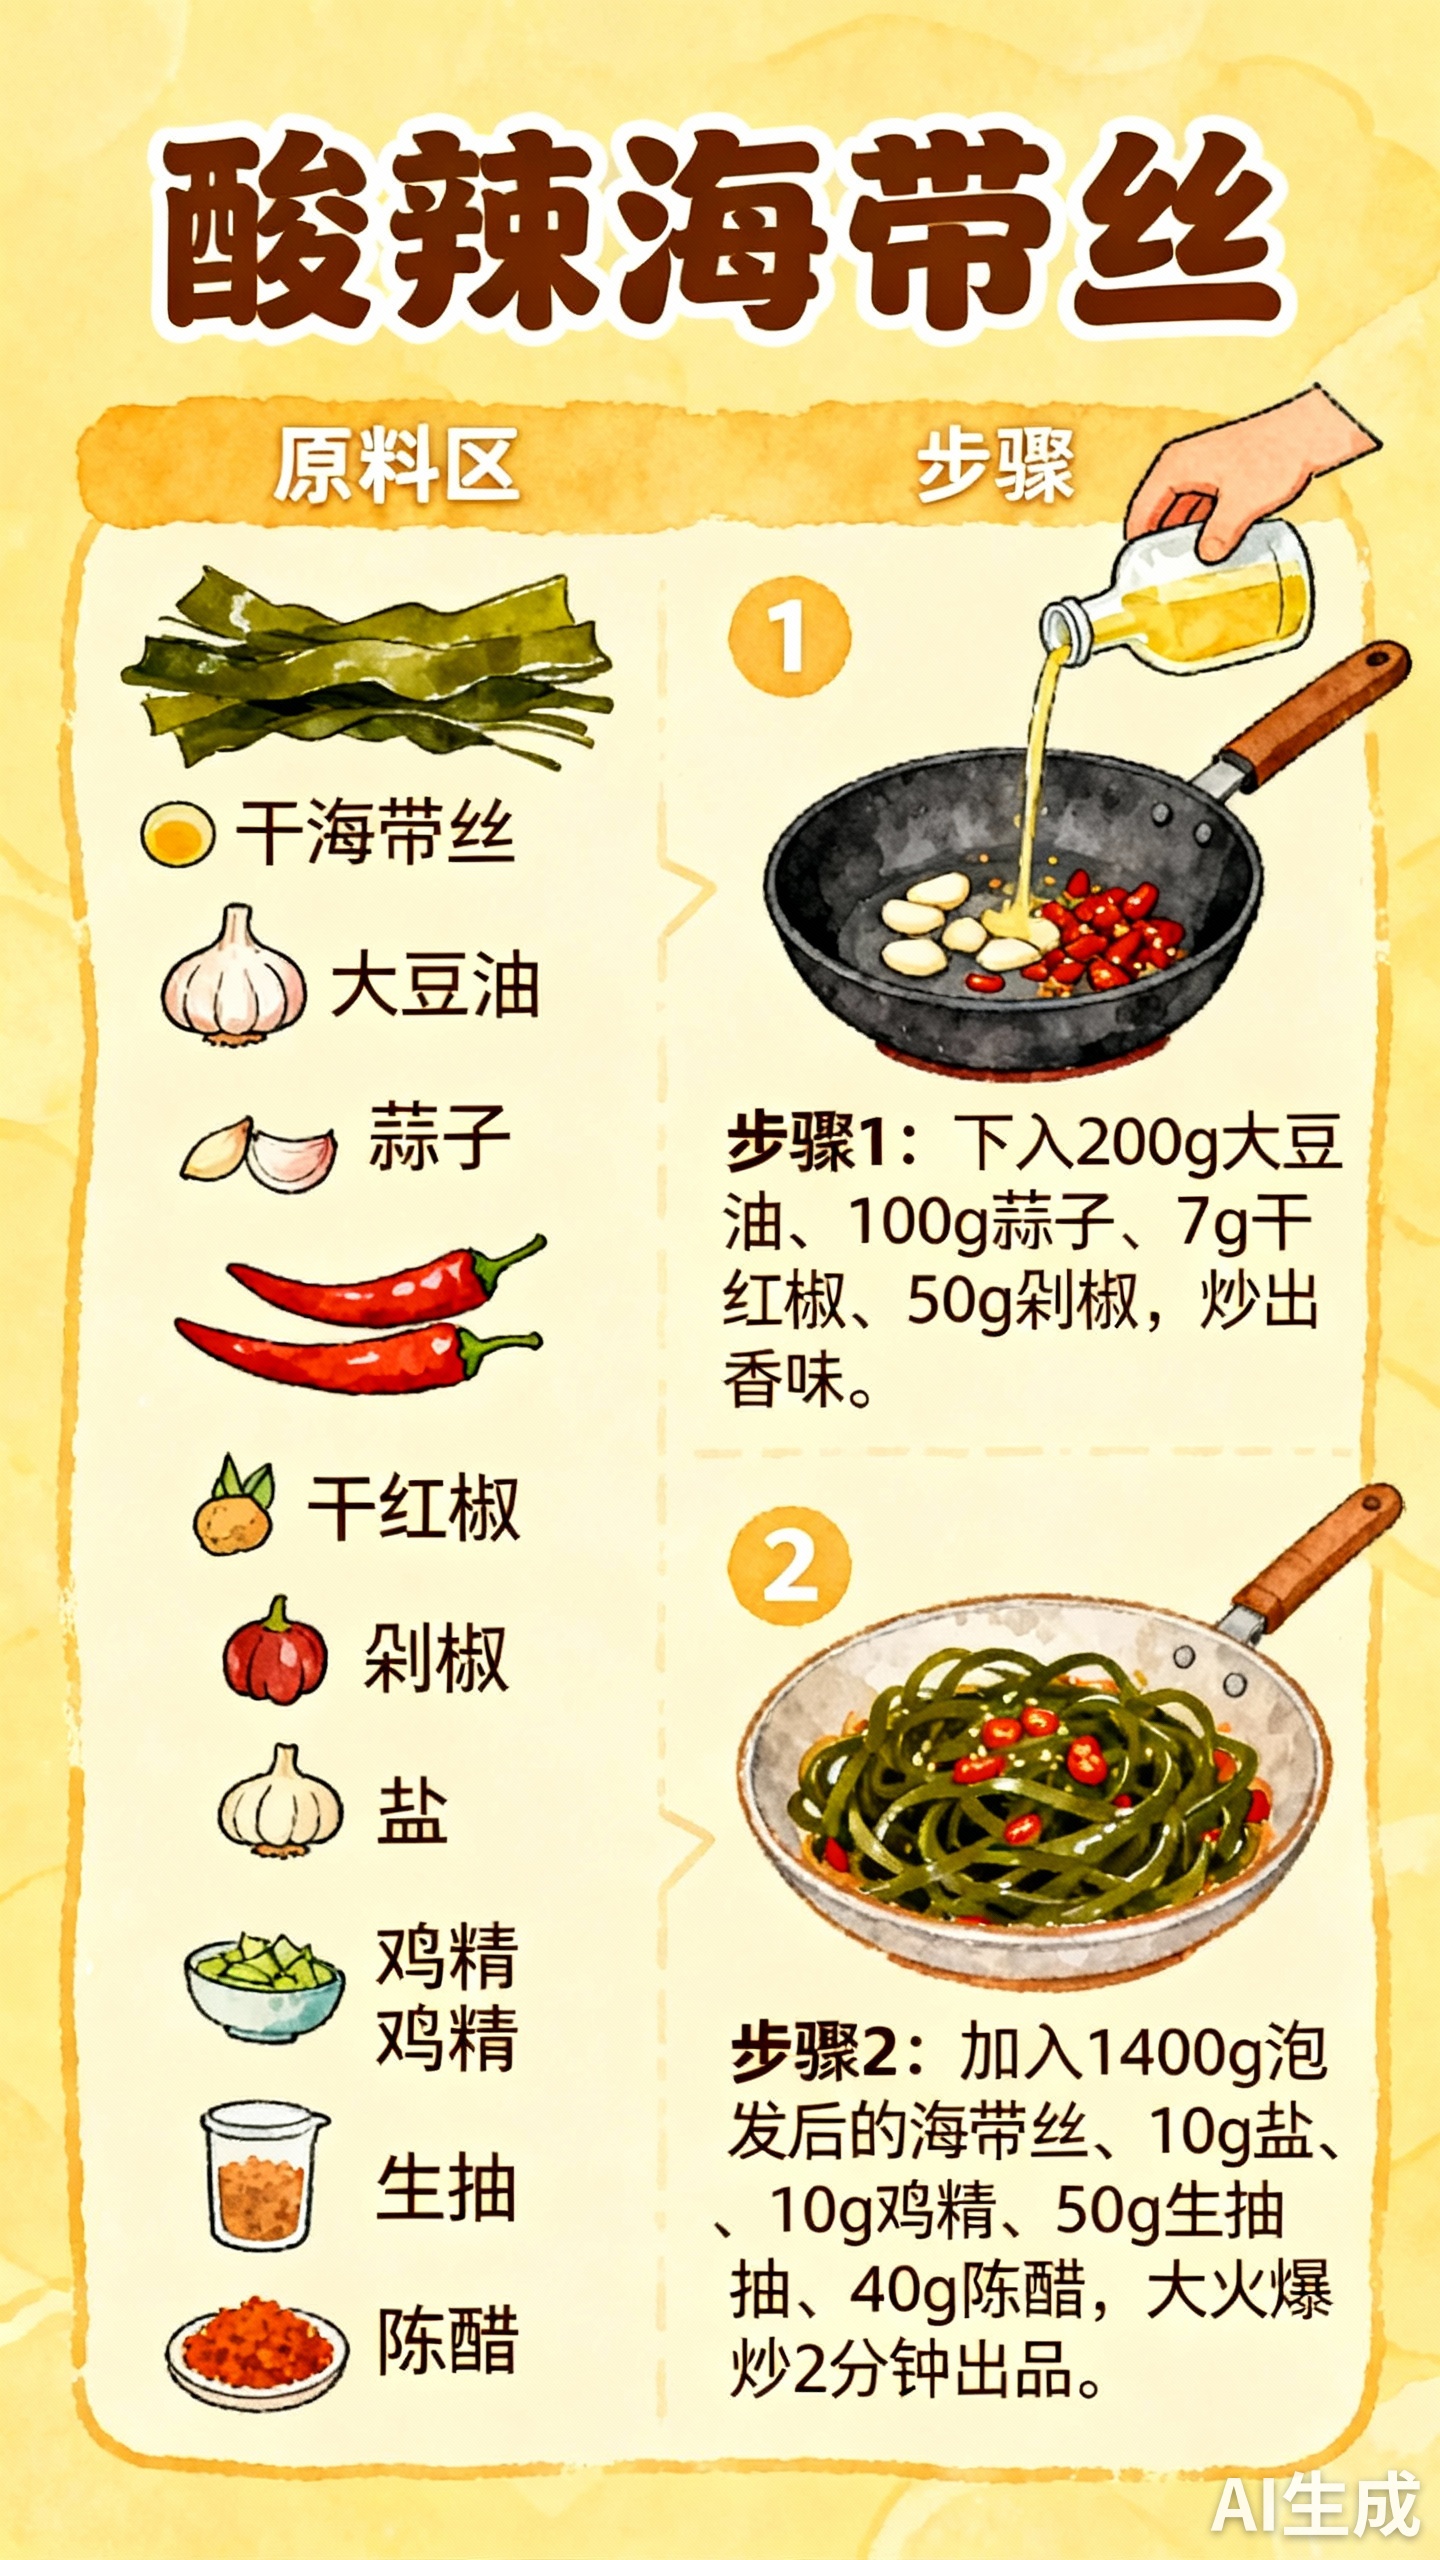 酸辣海带丝
原料区
步骤
干海带丝
大豆油
蒜子
干红椒
剁椒
盐
鸡精
鸡精
生抽
陈醋
1
步骤1：下入200g大豆
油、100g蒜子、7g干
红椒、50g剁椒，炒出
香味。
2
步骤2：加入1400g泡
发后的海带丝、10g盐、
、10g鸡精、50g生抽
抽、40g陈醋，大火爆
炒2分钟出品。
AI生成